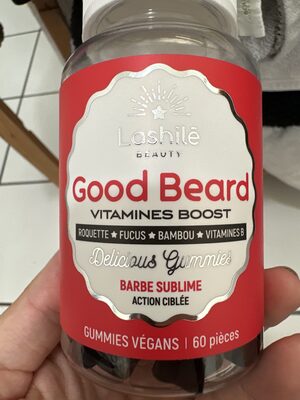 Lashilé
BEAUTY
Good Beard
VITAMINES BOOST
ROQUETTE ★ FUCUS ★ BAMBOU ★ VITAMINES B
Delicious Gummies
BARBE SUBLIME
ACTION CIBLÉE
GUMMIES VÉGANS | 60 pièces